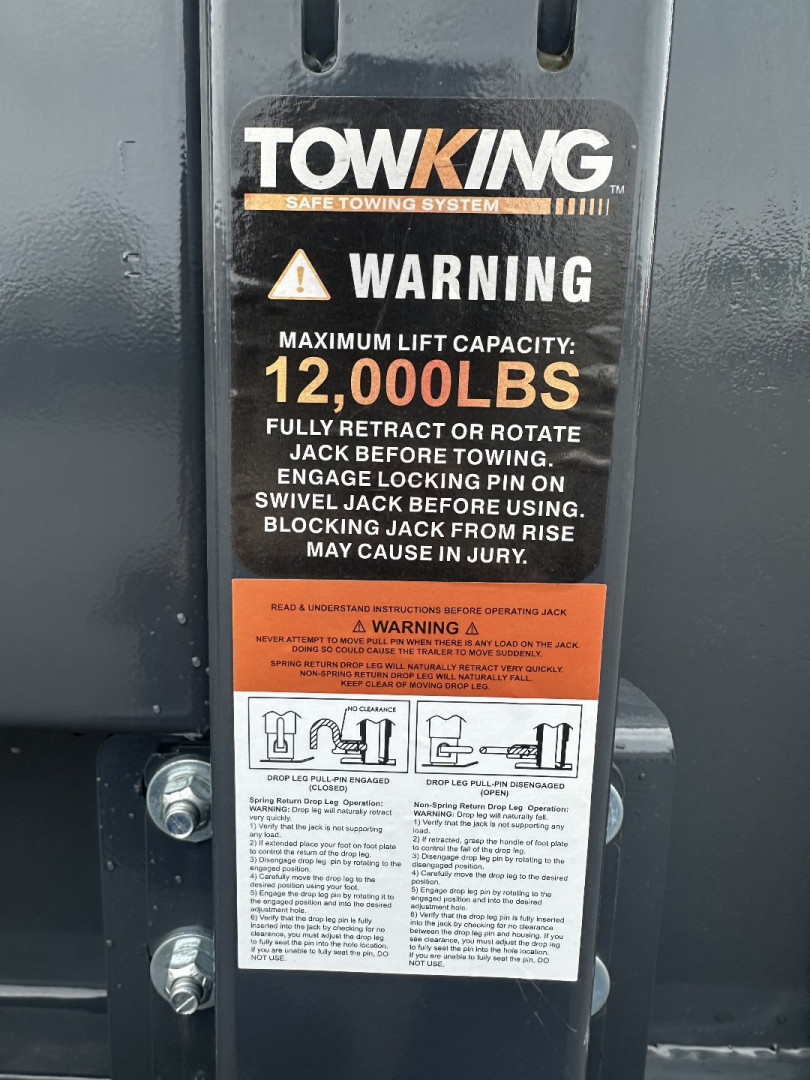 TOWKING
TM
SAFE TOWING SYSTEM
WARNING
MAXIMUM LIFT CAPACITY:
12,000LBS
FULLY RETRACT OR ROTATE
JACK BEFORE TOWING.
ENGAGE LOCKING PIN ON
SWIVEL JACK BEFORE USING.
BLOCKING JACK FROM RISE
MAY CAUSE IN JURY.
READ & UNDERSTAND INSTRUCTIONS BEFORE OPERATING JACK
WARNING
NEVER ATTEMPT TO MOVE PULL PIN WHEN THERE IS ANY LOAD ON THE JACK.
DOING SO COULD CAUSE THE TRAILER TO MOVE SUDDENLY.
SPRING RETURN DROP LEG WILL NATURALLY RETRACT VERY QUICKLY.
NON-SPRING RETURN DROP LEG WILL NATURALLY FALL.
KEEP CLEAR OF MOVING DROP LEG.
NO CLEARANCE
DROP LEG PULL-PIN ENGAGED
(CLOSED)
Spring Return Drop Leg Operation:
WARNING: Drop leg will naturally retract
very quickly.
1) Verify that the jack is not supporting
any load.
2) If extended place your foot on foot plate
to control the return of the drop leg.
3) Disengage drop leg pin by rotating to the
engaged position.
4) Carefully move the drop leg to the
desired position using your foot.
5) Engage the drop leg pin by rotating it to
the engaged position and into the desired
adjustment hole.
6) Verify that the drop leg pin is fully
inserted into the jack by checking for no
clearance, you must adjust the drop leg
to fully seat the pin into the hole location.
If you are unable to fully seat the pin, DO
NOT USE.
DROP LEG PULL-PIN DISENGAGED
(OPEN)
Non-Spring Return Drop Leg Operation:
WARNING: Drop leg will naturally fall.
1) Verify that the jack is not supporting any
load.
2) If retracted, grasp the handle of foot plate
to control the fall of the drop leg.
3) Disengage drop leg pin by rotating to the
diseangaged position.
4) Carefully move the drop leg to the desired
position.
5) Engage drop leg pin by rotating to the
engaged position and into the desired
adjustment hole.
6) Verify that the drop leg pin is fully inserted
into the jack by checking for no clearance
between the drop leg pin and housing. If you
see clearance, you must adjust the drop leg
to fully seat the pin into the hole location.
If you are unable to fully seat the pin, DO
NOT USE.